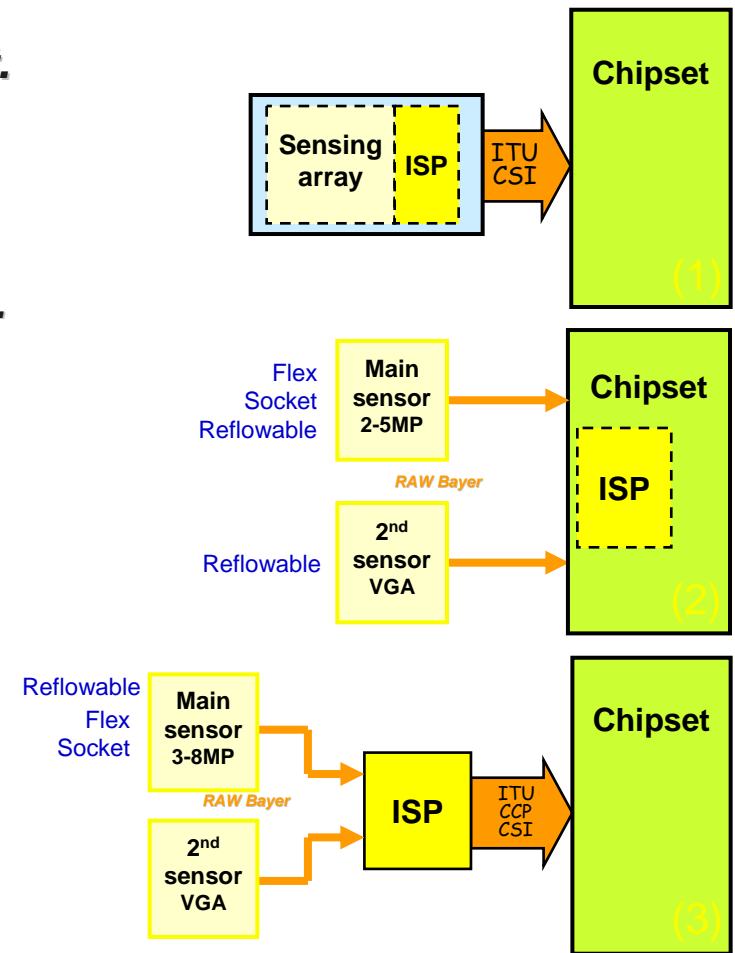 Chipset
Sensing
array
ISP
ITU
CSI
(1)
Flex
Socket
Reflowable
Main
sensor
2-5MP
Chipset
RAW Bayer
ISP
Reflowable
2nd
sensor
VGA
(2)
Reflowable
Flex
Socket
Main
sensor
3-8MP
Chipset
RAW Bayer
ISP
ITU
CCP
CSI
2nd
sensor
VGA
(3)